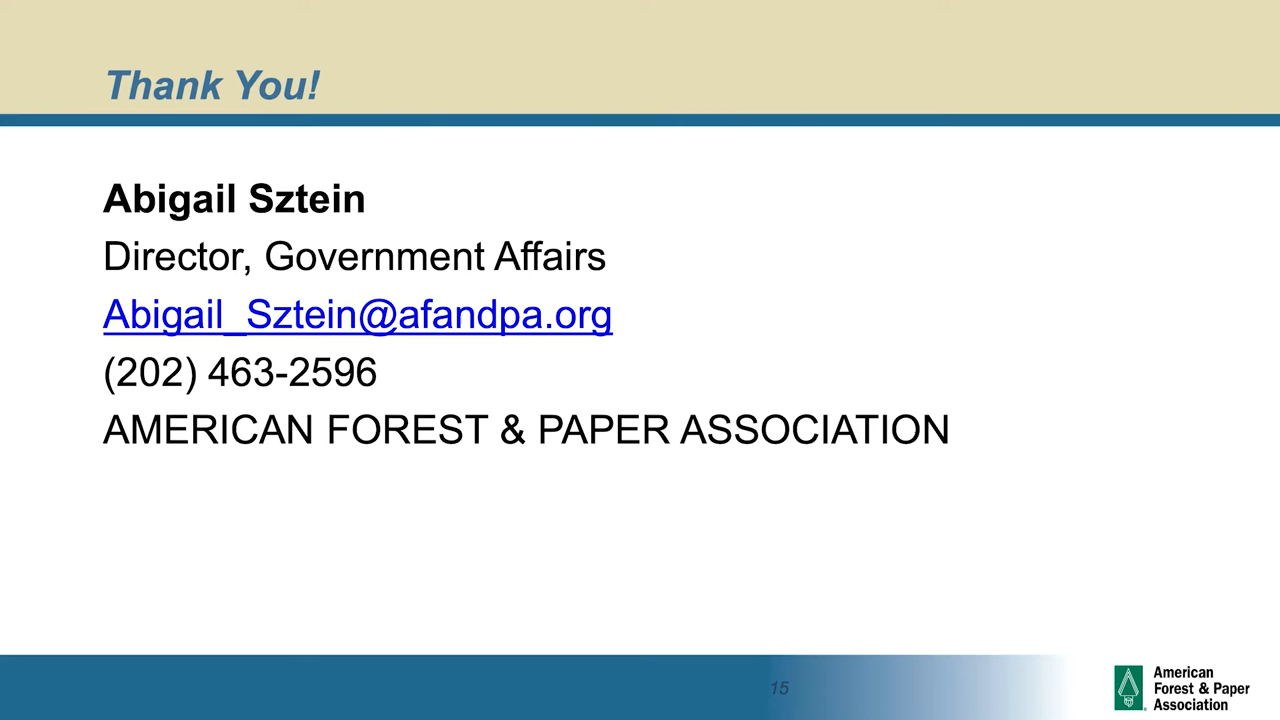 Thank You!
Abigail Sztein
Director, Government Affairs
Abigail_Sztein@afandpa.org
(202) 463-2596
AMERICAN FOREST & PAPER ASSOCIATION
15
American
Forest & Paper
Association